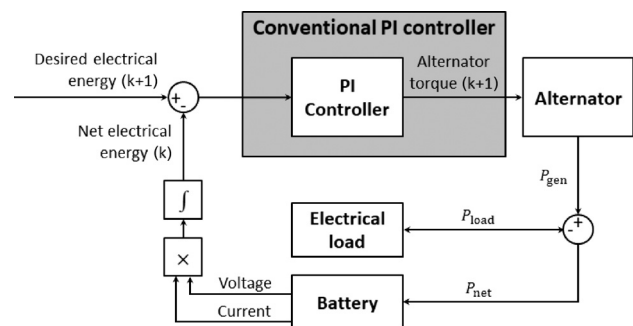 Conventional PI controller
Desired electrical
energy (k+1)
+
-
Net electrical
energy (k)
PI
Controller
Alternator
torque (k+1)
Alternator
P_gen
∫
Electrical
load
P_load
+
-
×
Voltage
Current
Battery
P_net